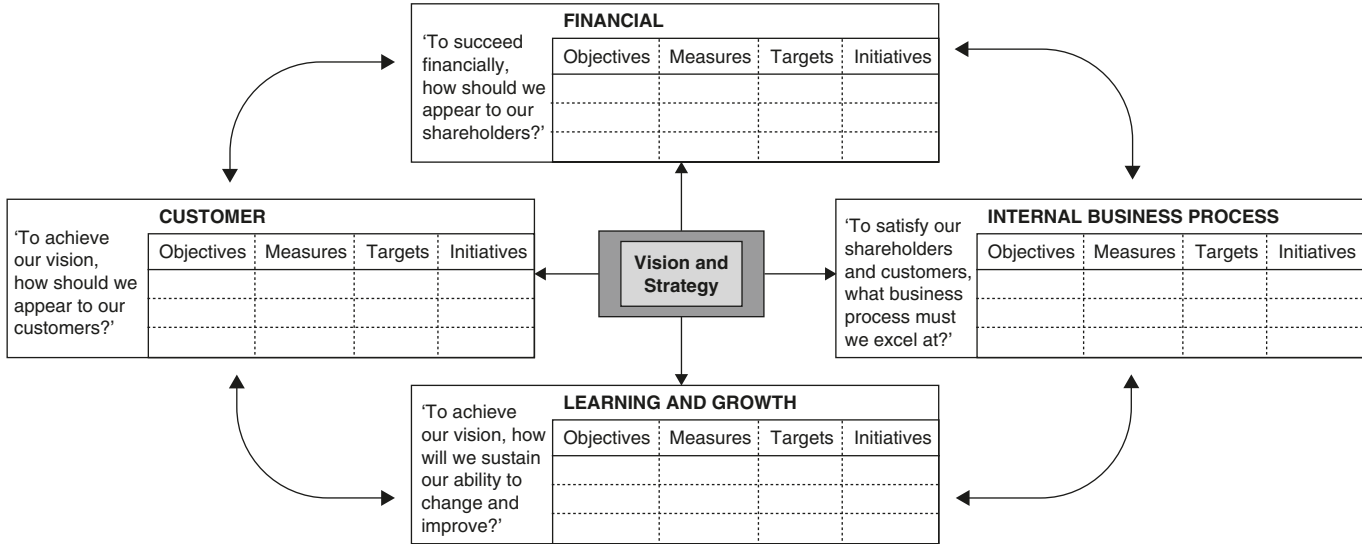 FINANCIAL
‘To succeed
financially,
how should we
appear to our
shareholders?’
Objectives Measures Targets Initiatives
CUSTOMER
‘To achieve
our vision,
how should we
appear to our
customers?’
Objectives Measures Targets Initiatives
Vision and
Strategy
INTERNAL BUSINESS PROCESS
‘To satisfy our
shareholders
and customers,
what business
process must
we excel at?’
Objectives Measures Targets Initiatives
LEARNING AND GROWTH
‘To achieve
our vision, how
will we sustain
our ability to
change and
improve?’
Objectives Measures Targets Initiatives